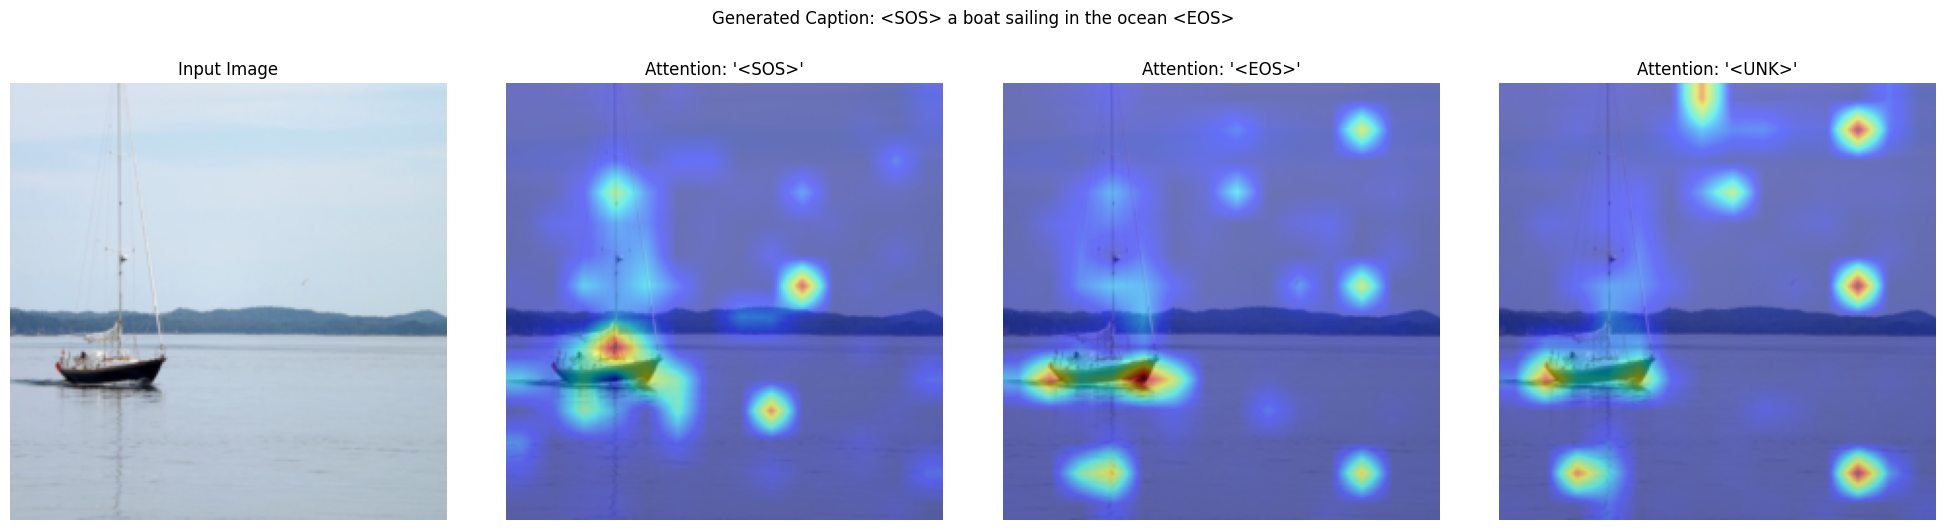 Generated Caption: <SOS> a boat sailing in the ocean <EOS>
Input Image
Attention: '<SOS>'
Attention: '<EOS>'
Attention: '<UNK>'